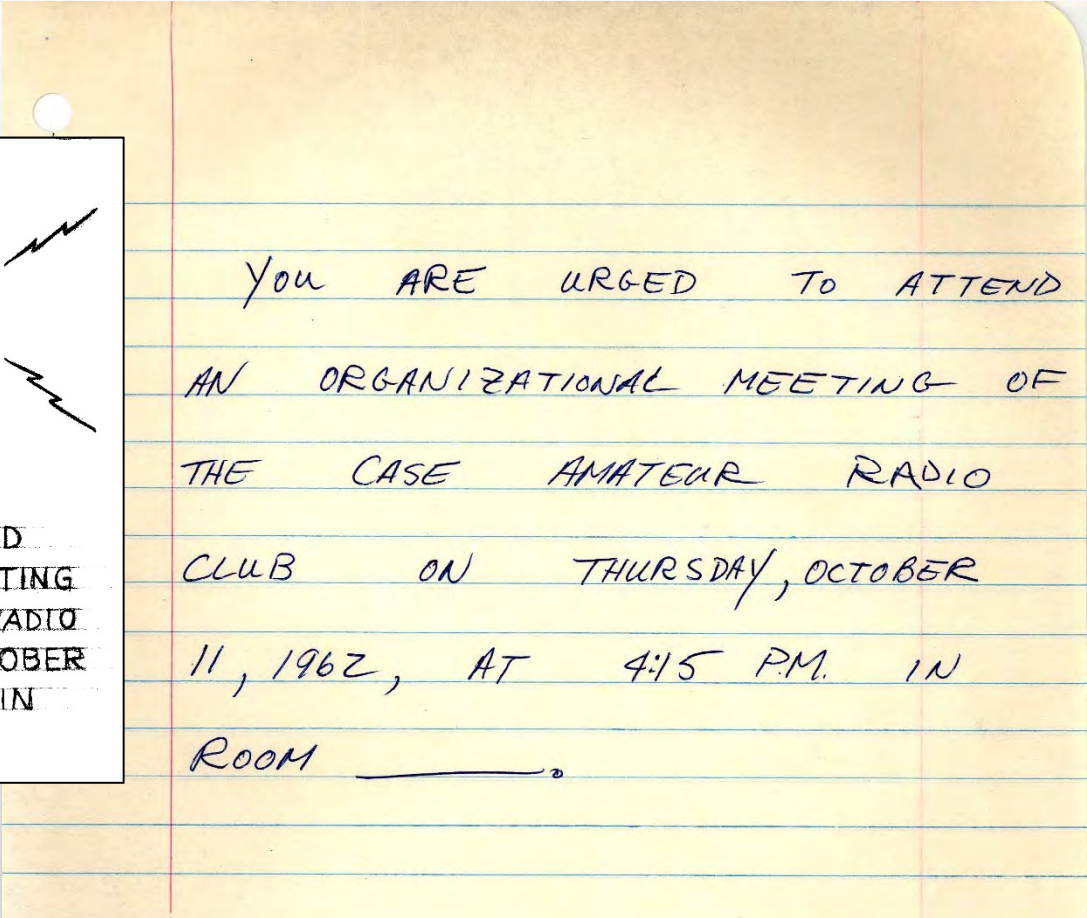 YOU ARE URGED TO ATTEND
AN ORGANIZATIONAL MEETING OF
THE CASE AMATEUR RADIO
CLUB ON THURSDAY, OCTOBER
11, 1962, AT 4:15 P.M. IN
ROOM ______.
D
TING
ADIO
OBER
IN